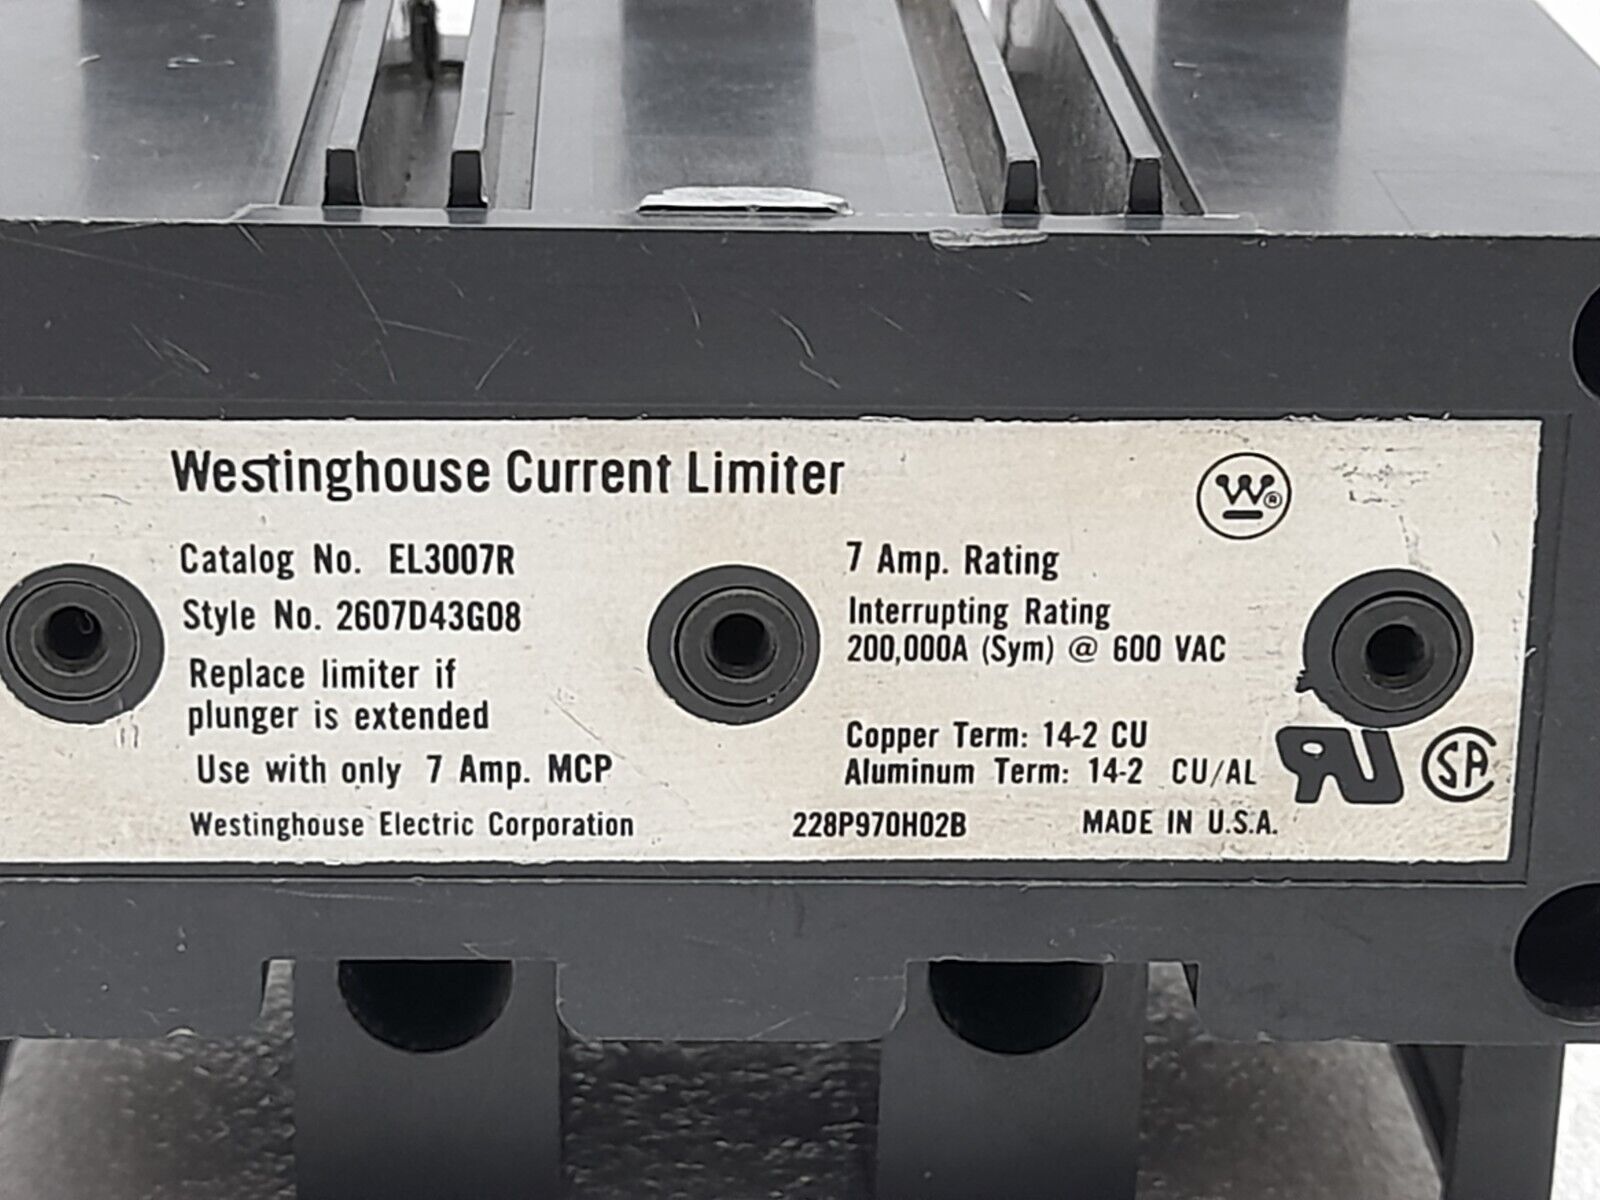 Westinghouse Current Limiter
W®
Catalog No. EL3007R
Style No. 2607D43G08
Replace limiter if
plunger is extended
Use with only 7 Amp. MCP
Westinghouse Electric Corporation
7 Amp. Rating
Interrupting Rating
200,000A (Sym) @ 600 VAC
Copper Term: 14-2 CU
Aluminum Term: 14-2 CU/AL
RU
SA
228P970H02B
MADE IN U.S.A.